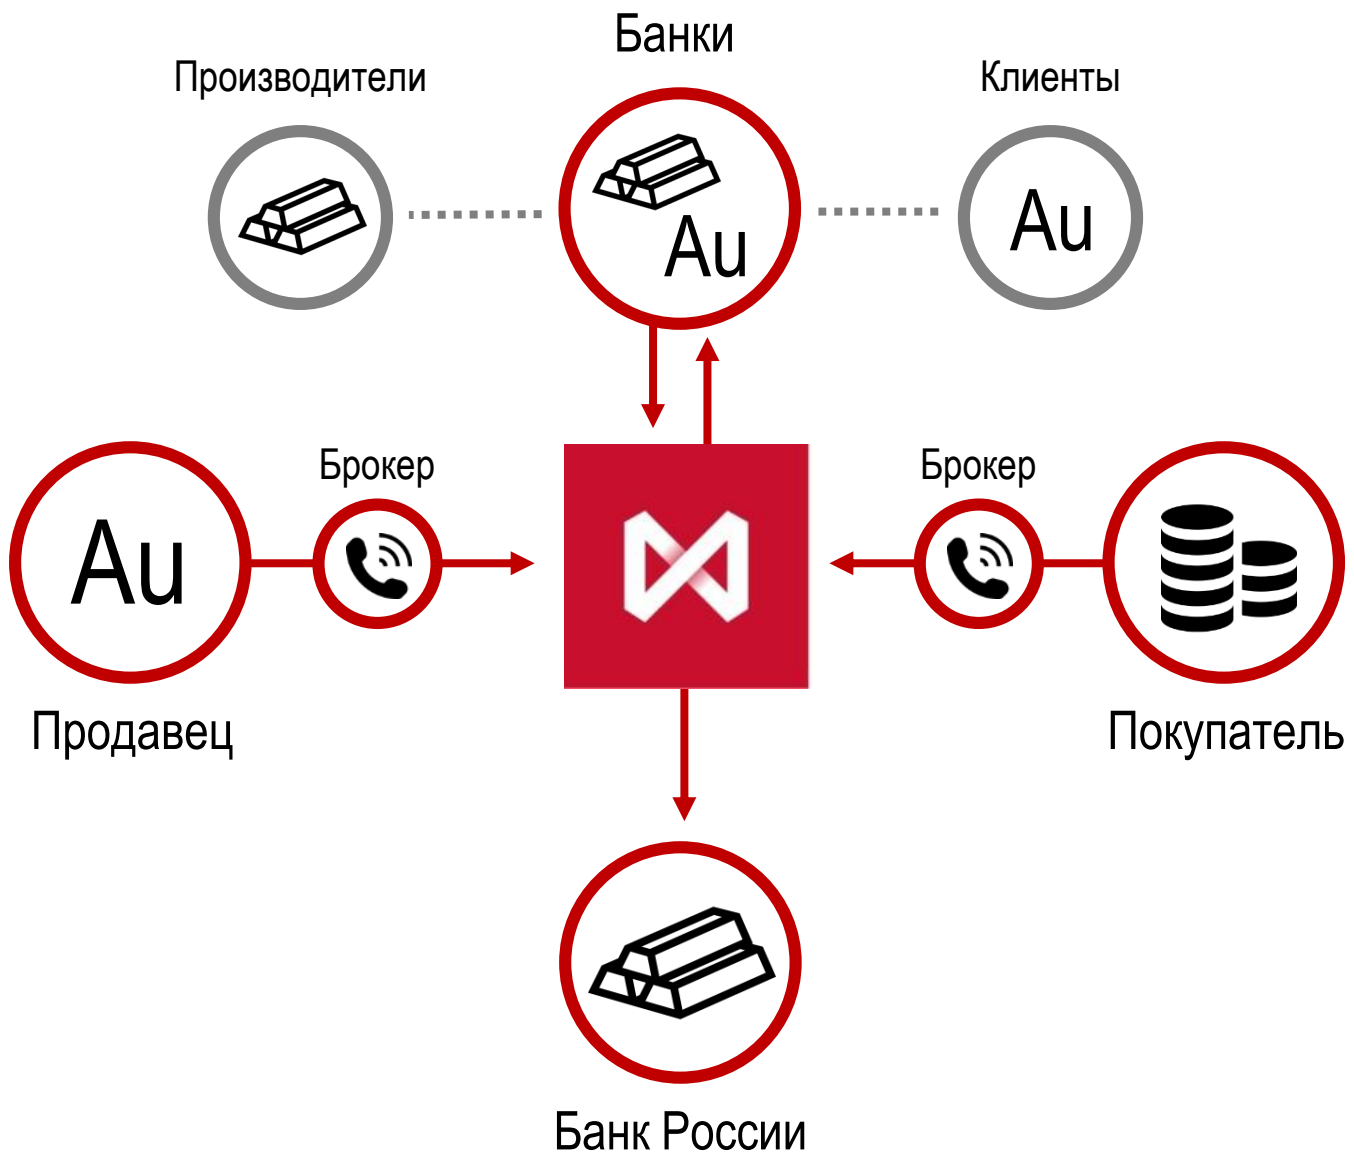 Банки
Производители
Клиенты
Au
Au
Брокер
Брокер
Au
Продавец
Покупатель
Банк России